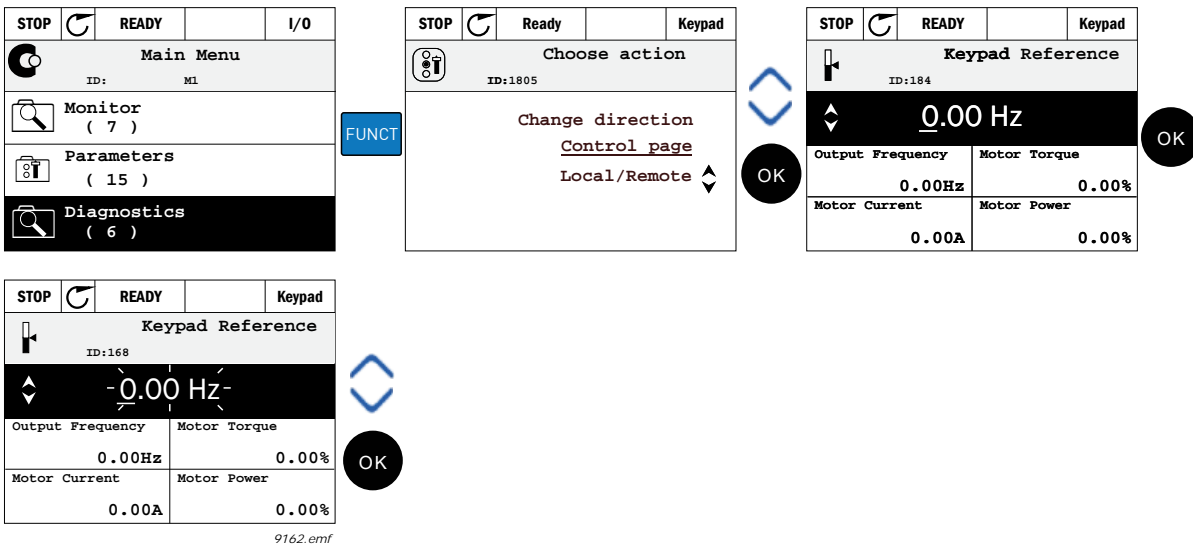 STOP READY I/O
Main Menu
ID: M1
Monitor
( 7 )
Parameters
( 15 )
Diagnostics
( 6 )
FUNCT
STOP Ready Keypad
Choose action
ID:1805
Change direction
Control page
Local/Remote
OK
STOP READY Keypad
Keypad Reference
ID:184
0.00 Hz
Output Frequency Motor Torque
0.00Hz 0.00%
Motor Current Motor Power
0.00A 0.00%
OK
STOP READY Keypad
Keypad Reference
ID:168
-0.00 Hz-
Output Frequency Motor Torque
0.00Hz 0.00%
Motor Current Motor Power
0.00A 0.00%
OK
9162.emf